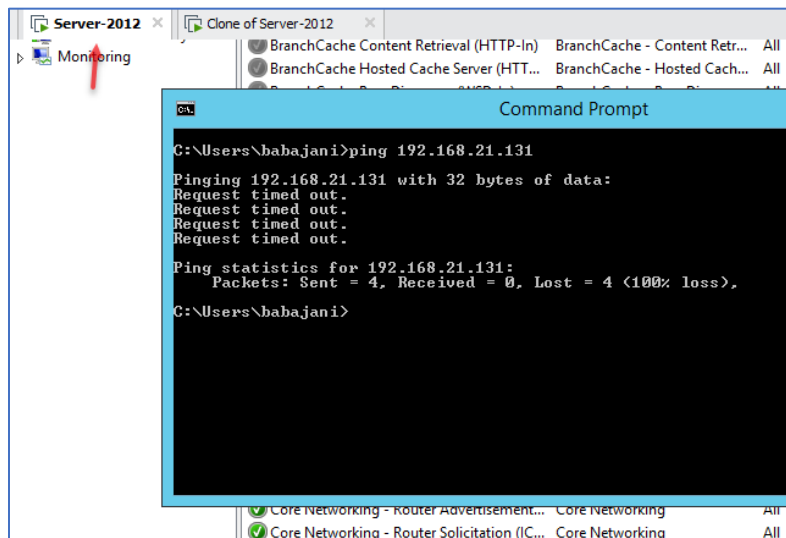 Server-2012 Clone of Server-2012
Monitoring
BranchCache Content Retrieval (HTTP-In) BranchCache - Content Retr... All
BranchCache Hosted Cache Server (HTT... BranchCache - Hosted Cach... All
Command Prompt
C:\Users\babajani>ping 192.168.21.131
Pinging 192.168.21.131 with 32 bytes of data:
Request timed out.
Request timed out.
Request timed out.
Request timed out.
Ping statistics for 192.168.21.131:
Packets: Sent = 4, Received = 0, Lost = 4 (100% loss),
C:\Users\babajani>
Core Networking - Router Advertisement... Core Networking All
Core Networking - Router Solicitation (IC... Core Networking All